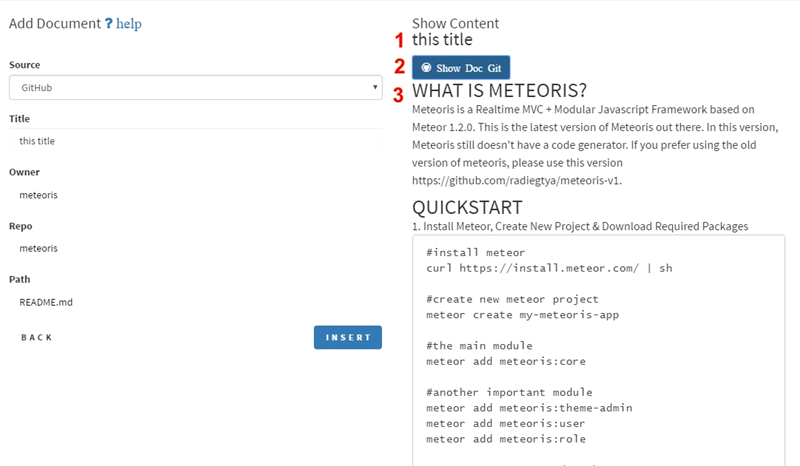 Add Document ? help
Source
GitHub
Title
this title
Owner
meteoris
Repo
meteoris
Path
README.md
BACK
INSERT
Show Content
1 this title
2 Show Doc Git
3 WHAT IS METEORIS?
Meteoris is a Realtime MVC + Modular Javascript Framework based on
Meteor 1.2.0. This is the latest version of Meteoris out there. In this version,
Meteoris still doesn't have a code generator. If you prefer using the old
version of meteoris, please use this version
https://github.com/radiegtya/meteoris-v1.
QUICKSTART
1. Install Meteor, Create New Project & Download Required Packages
#install meteor
curl https://install.meteor.com/ | sh
#create new meteor project
meteor create my-meteoris-app
#the main module
meteor add meteoris:core
#another important module
meteor add meteoris:theme-admin
meteor add meteoris:user
meteor add meteoris:role